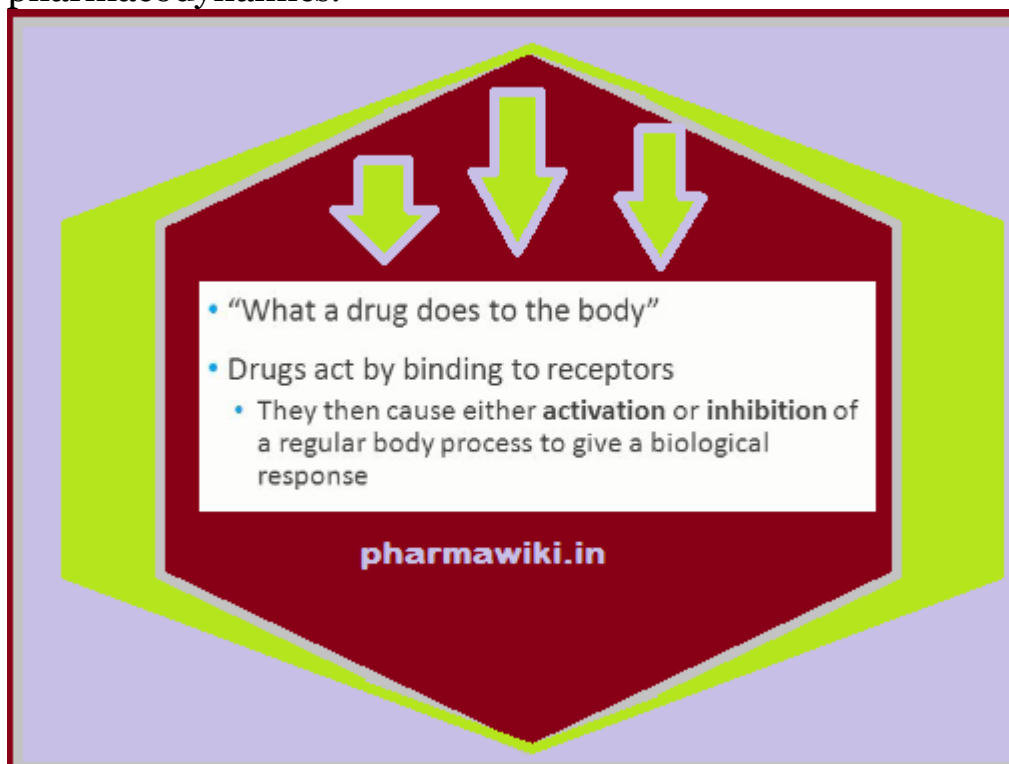 pharmacodynamics.
• “What a drug does to the body”
• Drugs act by binding to receptors
• They then cause either activation or inhibition of
a regular body process to give a biological
response
pharmawiki.in